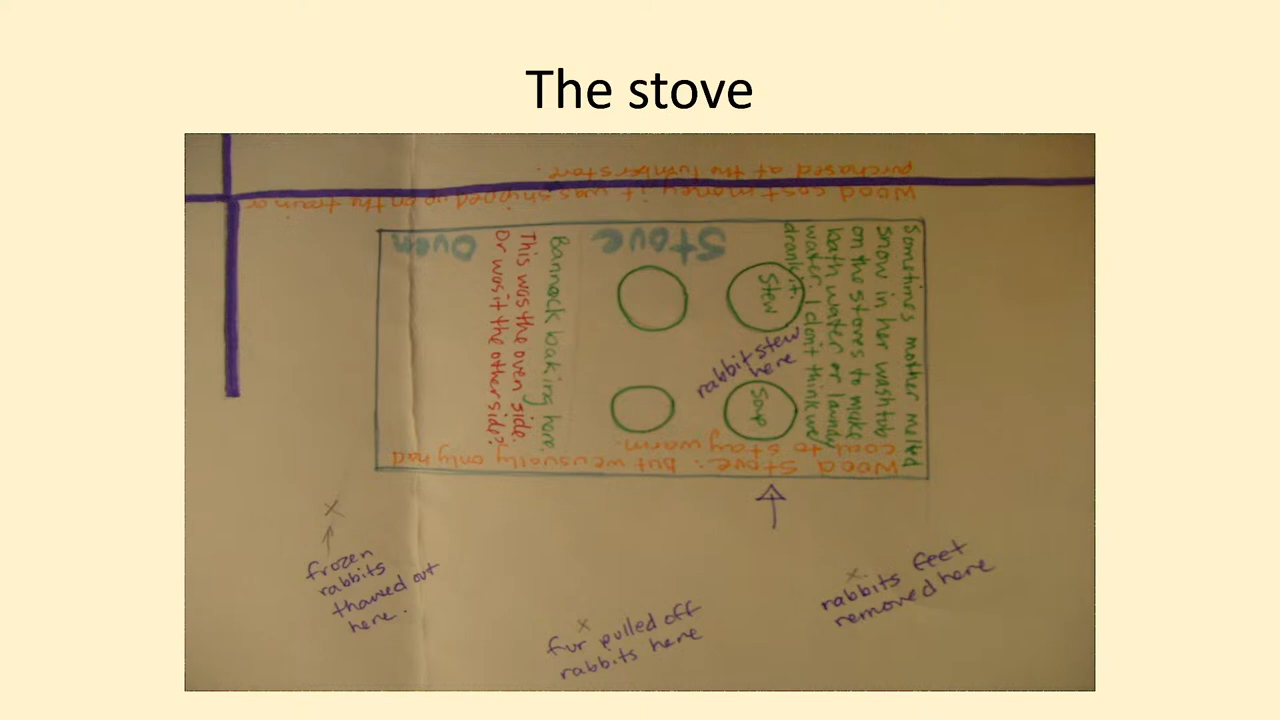 The stove
Wood cost money it was shipped up on the train or
purchased at the lumber store.
Stove
Oven
Sometimes mother melted
snow in her wash tub
on the stoves to make
bath water or laundy
water. I don't think we
drank it.
Stew
Soup
rabbit stew
here
Bannock baking here.
This was the oven side.
Or was it the other side?
Wood Stove: but we usually only had
coal to stay warm.
frozen
rabbits
thawed out
here.
fur pulled off
rabbits here
rabbits feet
removed here